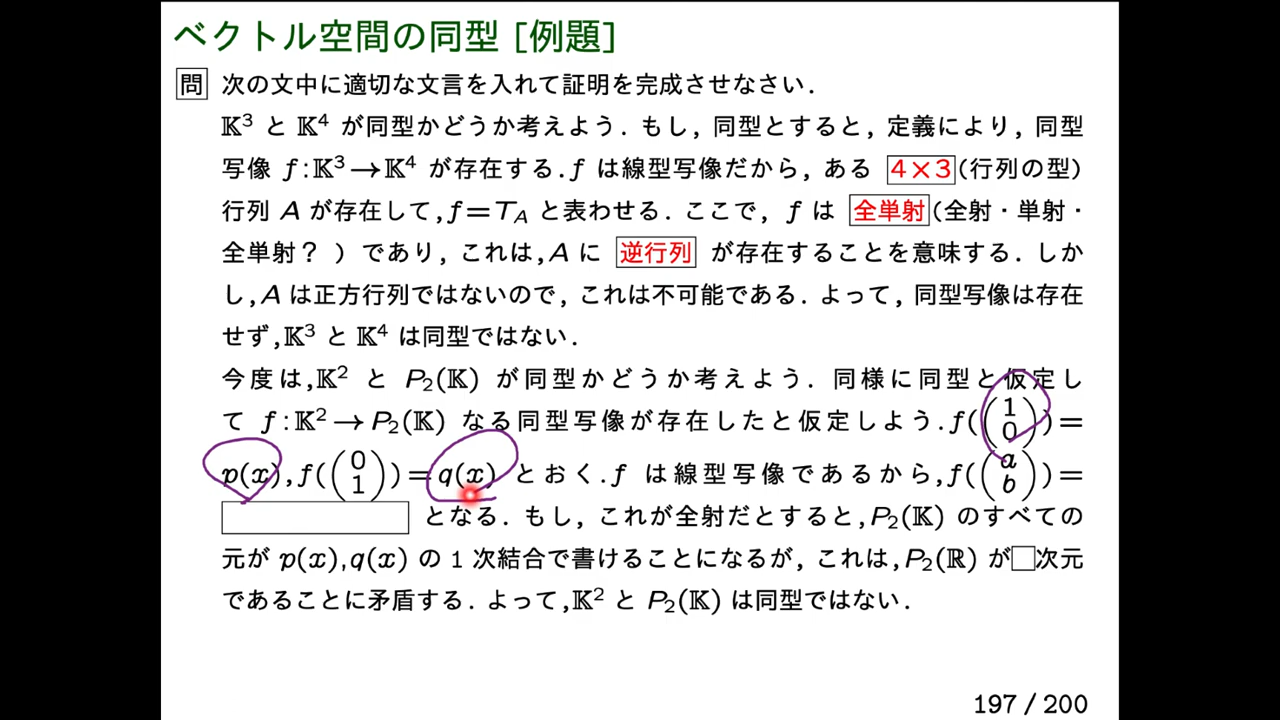 ベクトル空間の同型 [例題]
問 次の文中に適切な文言を入れて証明を完成させなさい.
𝕂³ と 𝕂⁴ が同型かどうか考えよう. もし, 同型とすると, 定義により, 同型
写像 f:𝕂³→𝕂⁴ が存在する. f は線型写像だから, ある 4×3 (行列の型)
行列 A が存在して, f=T_A と表わせる. ここで, f は 全単射 (全射・単射・
全単射? ) であり, これは, A に 逆行列 が存在することを意味する. しか
し, A は正方行列ではないので, これは不可能である. よって, 同型写像は存在
せず, 𝕂³ と 𝕂⁴ は同型ではない.
今度は, 𝕂² と P₂(𝕂) が同型かどうか考えよう. 同様に同型と仮定し
て f:𝕂²→P₂(𝕂) なる同型写像が存在したと仮定しよう. f((1 0))=
p(x), f((0 1))=q(x) とおく. f は線型写像であるから, f((a b))=
となる. もし, これが全射だとすると, P₂(𝕂) のすべての
元が p(x), q(x) の 1 次結合で書けることになるが, これは, P₂(ℝ) が□次元
であることに矛盾する. よって, 𝕂² と P₂(𝕂) は同型ではない.
197 / 200